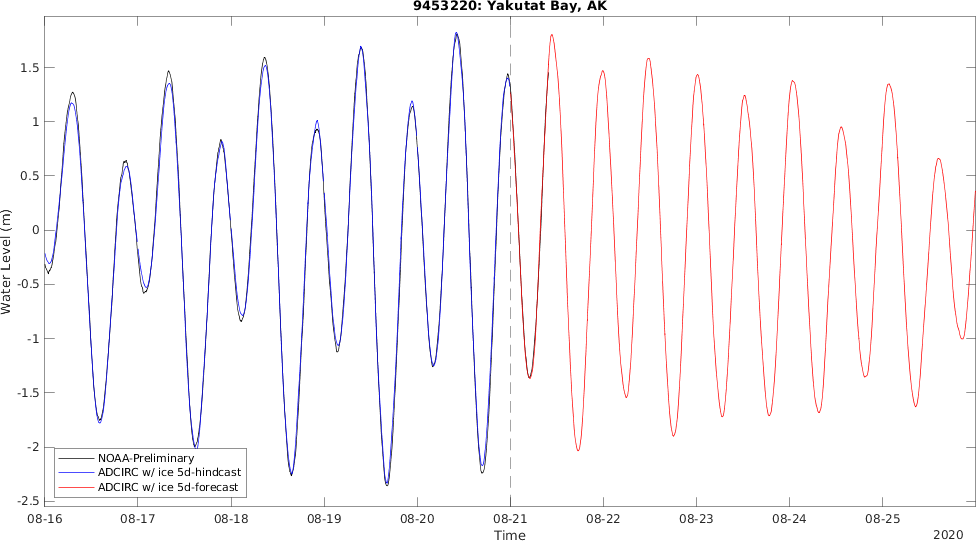 9453220: Yakutat Bay, AK
Water Level (m)
1.5
1
0.5
0
-0.5
-1
-1.5
-2
-2.5
NOAA-Preliminary
ADCIRC w/ ice 5d-hindcast
ADCIRC w/ ice 5d-forecast
08-16 08-17 08-18 08-19 08-20 08-21 08-22 08-23 08-24 08-25
Time
2020